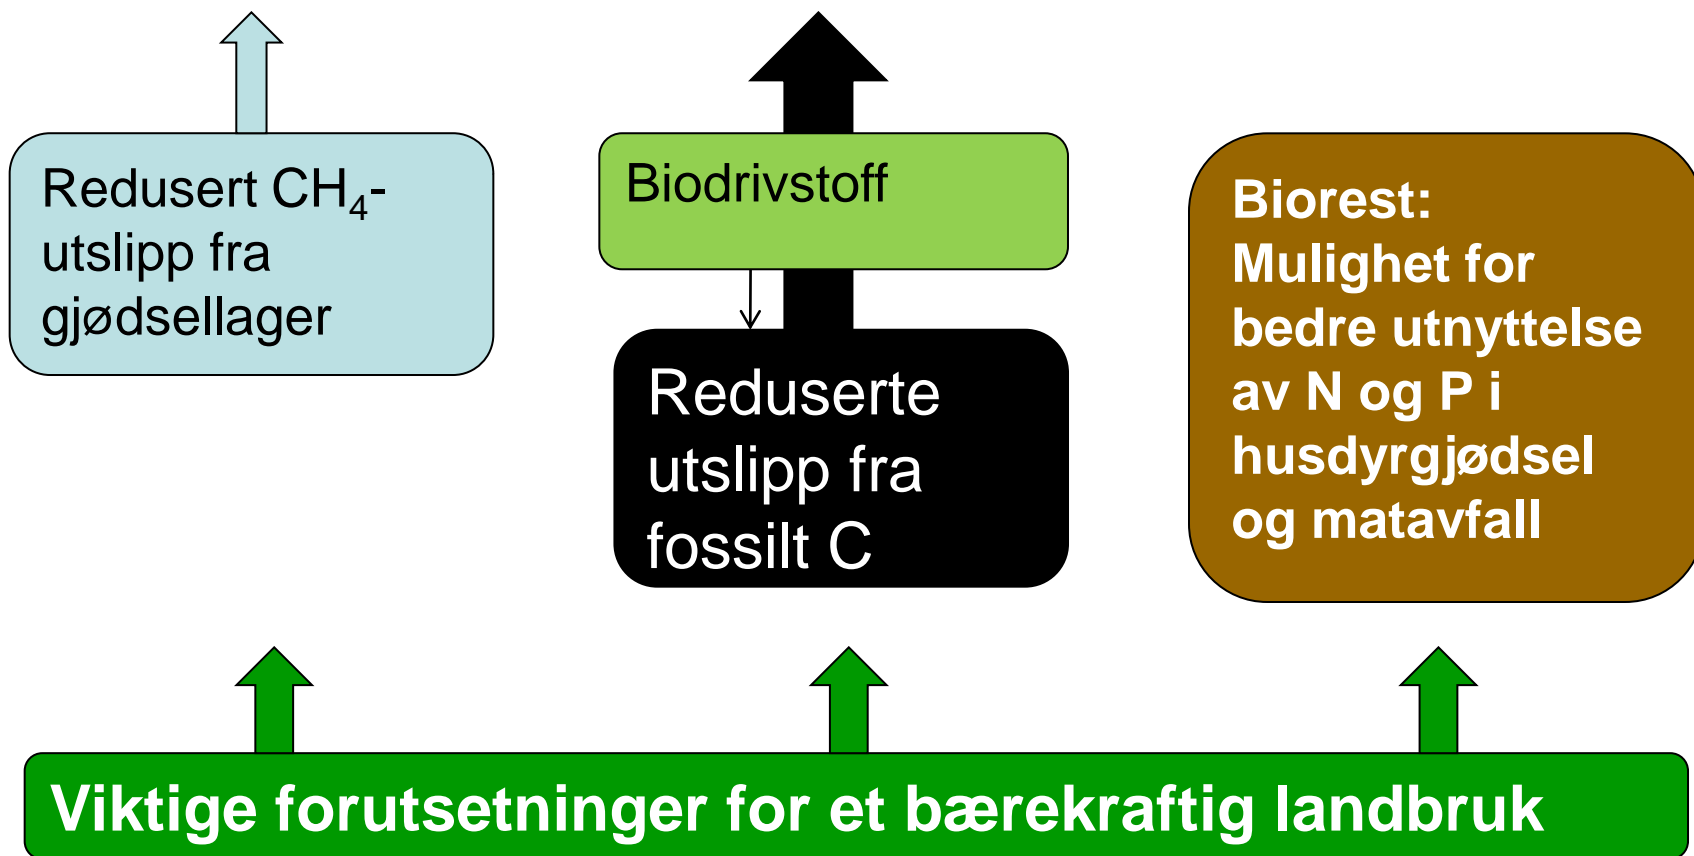 Redusert CH₄-
utslipp fra
gjødsellager
Biodrivstoff
Reduserte
utslipp fra
fossilt C
Biorest:
Mulighet for
bedre utnyttelse
av N og P i
husdyrgjødsel
og matavfall
Viktige forutsetninger for et bærekraftig landbruk